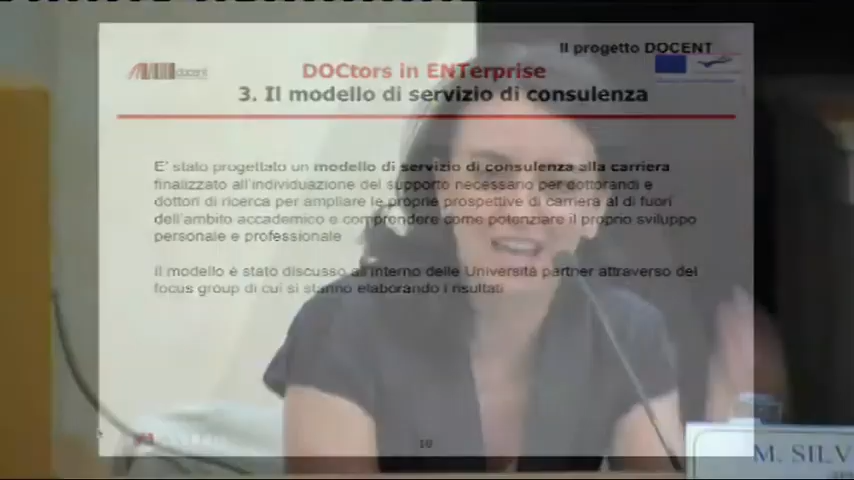 Il progetto DOCENT
docent
DOCtors in ENTerprise
3. Il modello di servizio di consulenza
E' stato progettato un modello di servizio di consulenza alla carriera
finalizzato all'individuazione del supporto necessario per dottorandi e
dottori di ricerca per ampliare le proprie prospettive di carriera al di fuori
dell'ambito accademico e comprendere come potenziare il proprio sviluppo
personale e professionale
Il modello è stato discusso all'interno delle Università partner attraverso dei
focus group di cui si stanno elaborando i risultati
10
M. SILV